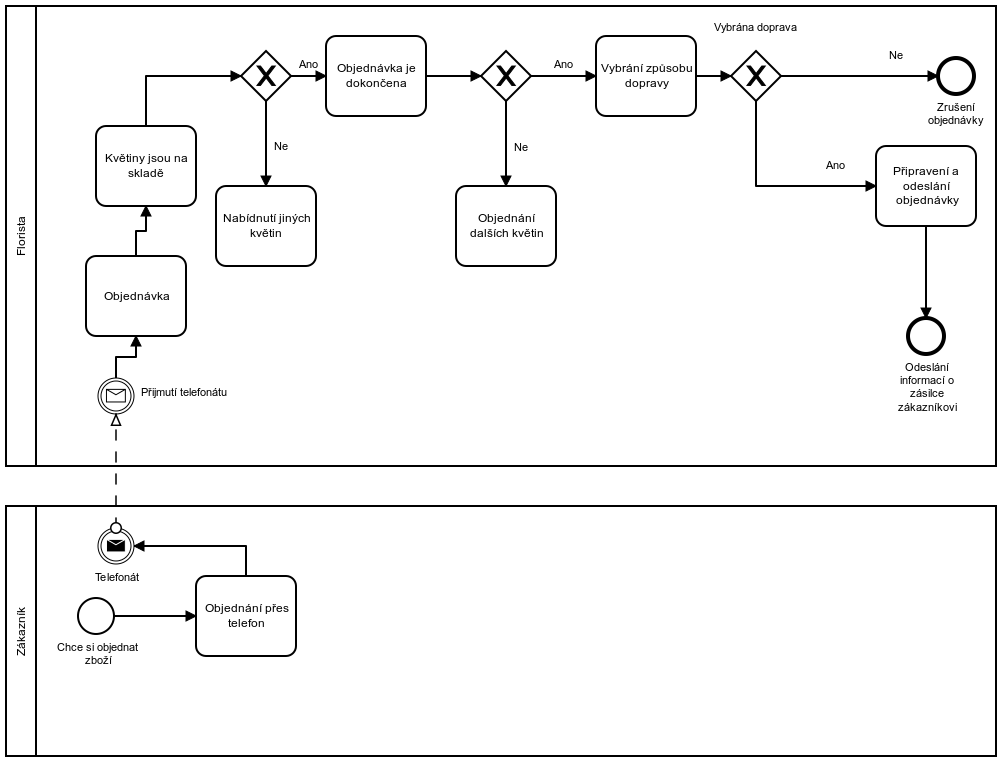 Florista
Vybrána doprava
Ano
Objednávka je
dokončena
Ano
Vybrání způsobu
dopravy
Ne
Zrušení
objednávky
Květiny jsou na
skladě
Ne
Ne
Ano
Připravení a
odeslání
objednávky
Nabídnutí jiných
květin
Objednání
dalších květin
Objednávka
Přijmutí telefonátu
Odeslání
informací o
zásilce
zákazníkovi
Zákazník
Telefonát
Objednání přes
telefon
Chce si objednat
zboží